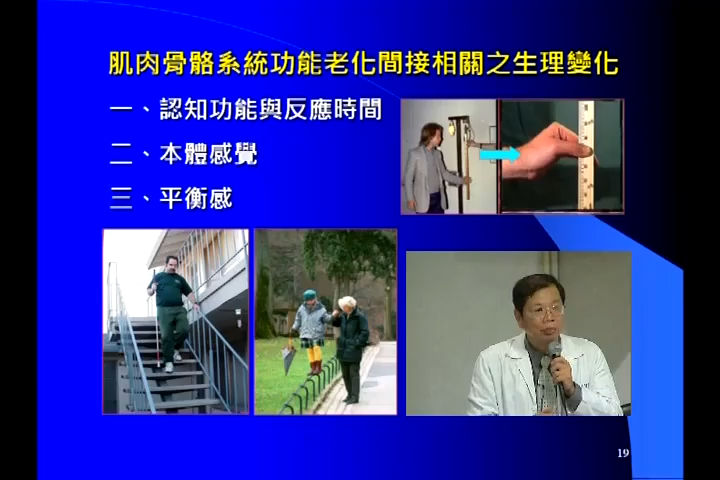 肌肉骨骼系統功能老化間接相關之生理變化
一、認知功能與反應時間
二、本體感覺
三、平衡感
19